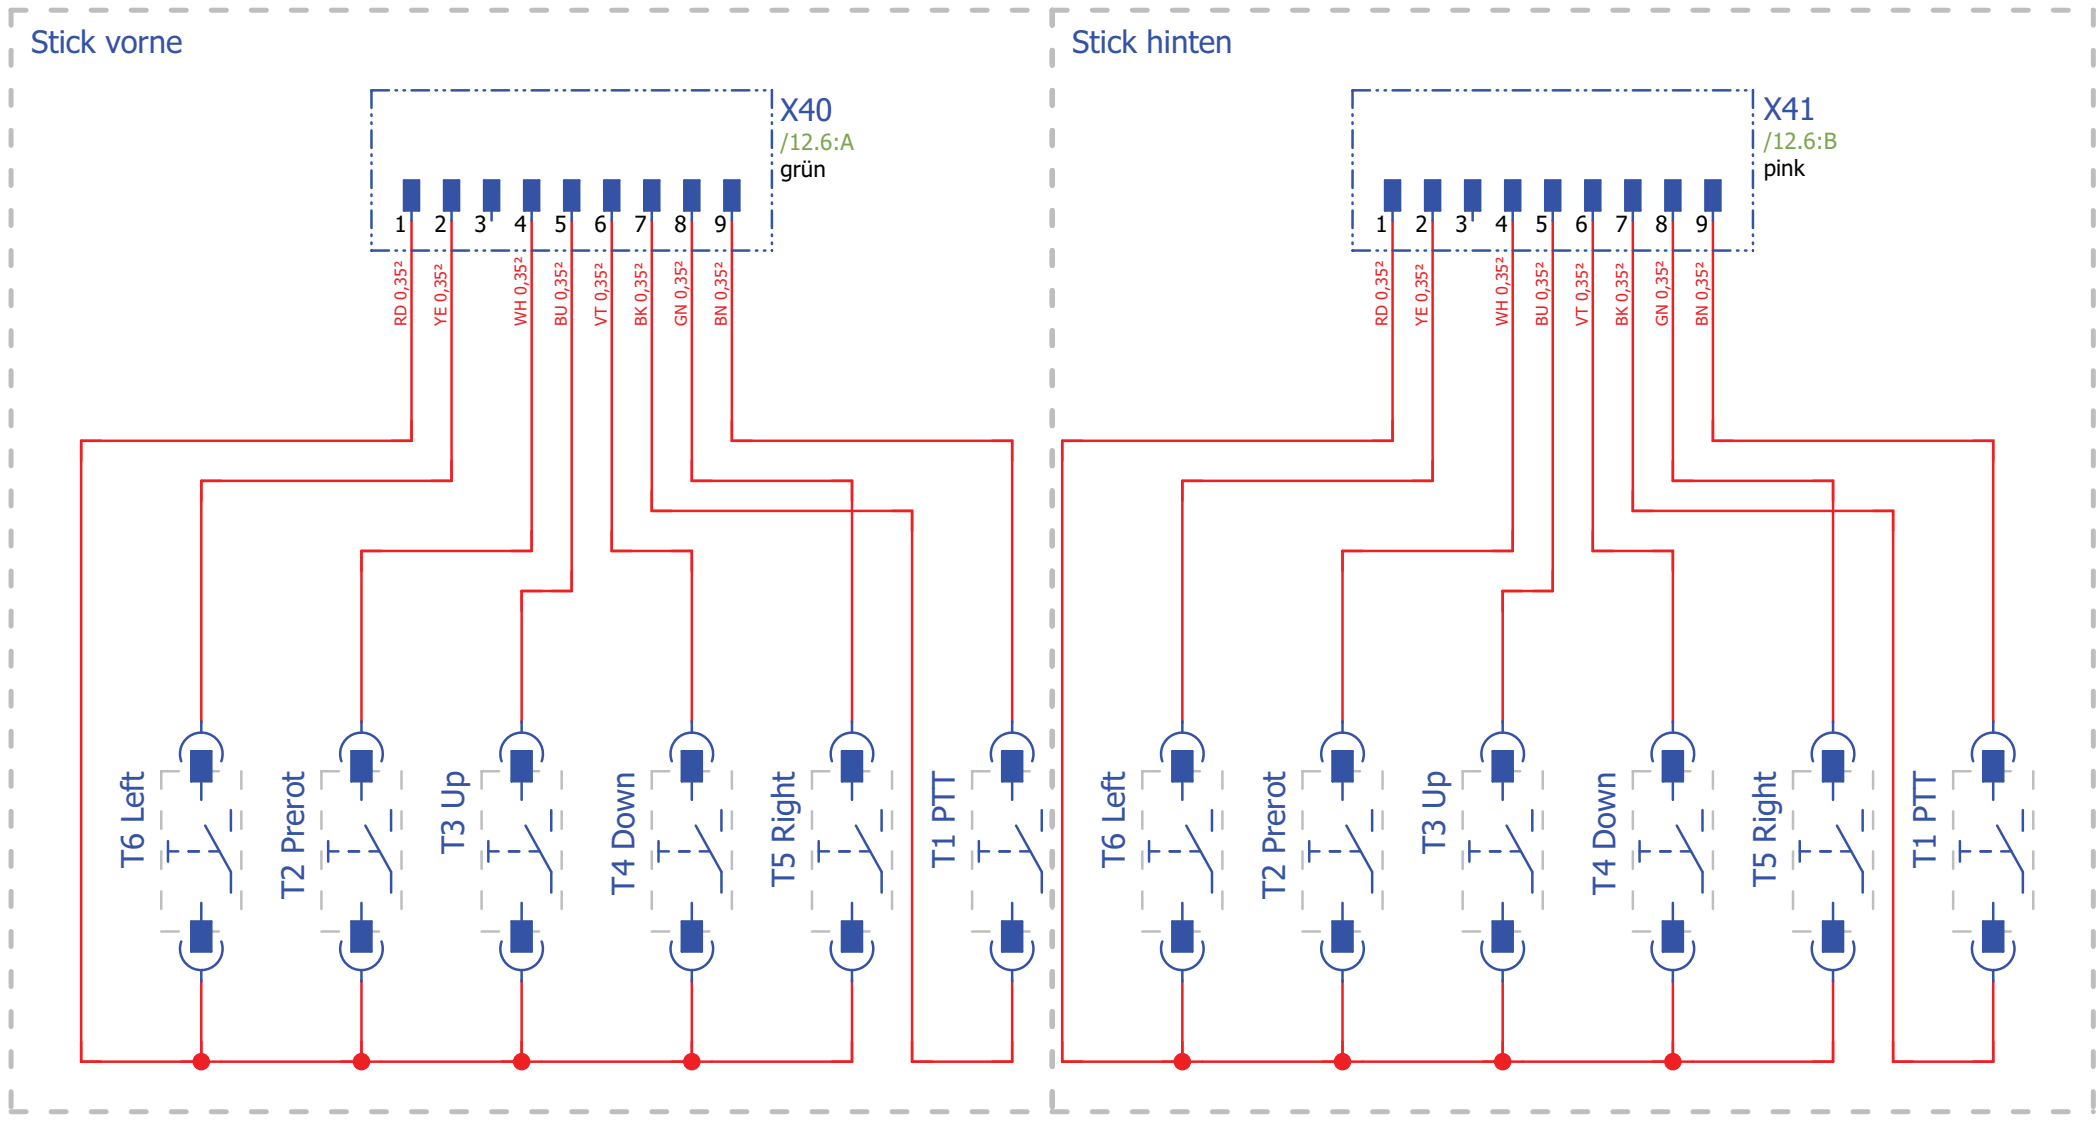 Stick vorne
X40
/12.6:A
grün
1 2 3 4 5 6 7 8 9
RD 0,35²
YE 0,35²
WH 0,35²
BU 0,35²
VT 0,35²
BK 0,35²
GN 0,35²
BN 0,35²
T6 Left
T2 Prerot
T3 Up
T4 Down
T5 Right
T1 PTT
Stick hinten
X41
/12.6:B
pink
1 2 3 4 5 6 7 8 9
RD 0,35²
YE 0,35²
WH 0,35²
BU 0,35²
VT 0,35²
BK 0,35²
GN 0,35²
BN 0,35²
T6 Left
T2 Prerot
T3 Up
T4 Down
T5 Right
T1 PTT